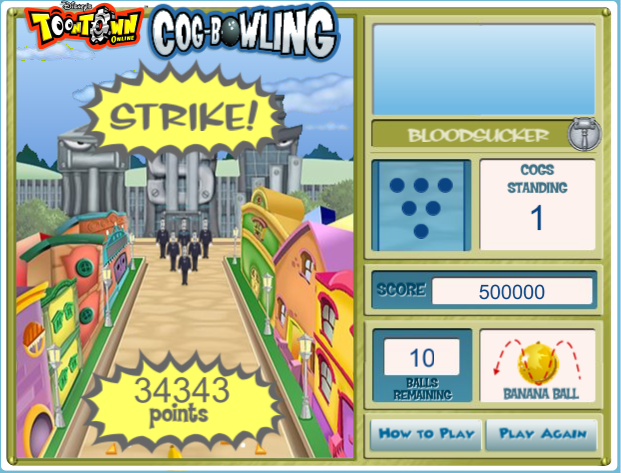 Disney's
TOONTOWN
ONLINE
COG-BOWLING
STRIKE!
34343
points
BLOODSUCKER
COGS
STANDING
1
SCORE 500000
10
BALLS
REMAINING
BANANA BALL
HOW TO PLAY PLAY AGAIN